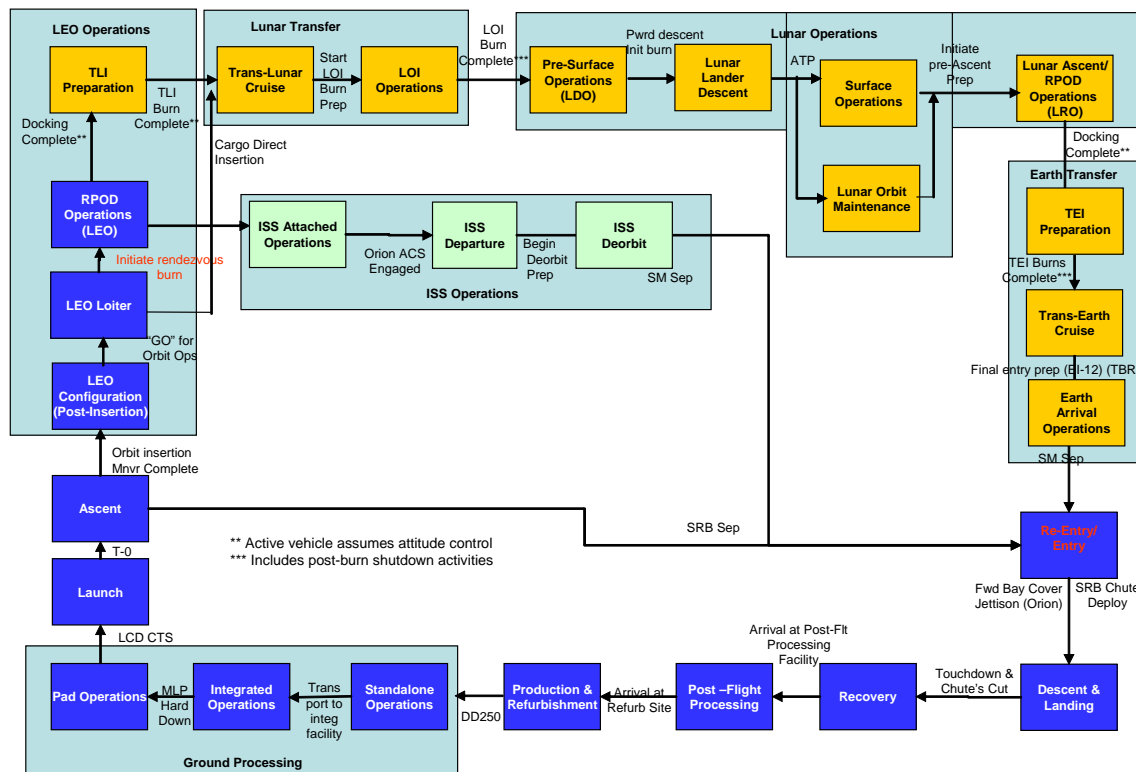 LEO Operations
TLI
Preparation
TLI
Burn
Complete**
Docking
Complete**
RPOD
Operations
(LEO)
Initiate rendezvous
burn
LEO Loiter
"GO" for
Orbit Ops
LEO
Configuration
(Post-Insertion)
Orbit insertion
Mnvr Complete
Lunar Transfer
Trans-Lunar
Cruise
Start
LOI
Burn
Prep
LOI
Operations
LOI
Burn
Complete***
Cargo Direct
Insertion
Lunar Operations
Pre-Surface
Operations
(LDO)
Pwrd descent
Init burn
Lunar
Lander
Descent
ATP
Surface
Operations
Lunar Orbit
Maintenance
Initiate
pre-Ascent
Prep
Lunar Ascent/
RPOD
Operations
(LRO)
Docking
Complete**
ISS Attached
Operations
Orion ACS
Engaged
ISS
Departure
Begin
Deorbit
Prep
ISS
Deorbit
SM Sep
ISS Operations
Earth Transfer
TEI
Preparation
TEI Burns
Complete***
Trans-Earth
Cruise
Final entry prep (EI-12) (TBR
Earth
Arrival
Operations
SM Sep
Ascent
T-0
Launch
LCD CTS
SRB Sep
** Active vehicle assumes attitude control
*** Includes post-burn shutdown activities
Re-Entry/
Entry
Fwd Bay Cover
Jettison (Orion)
SRB Chute
Deploy
Pad Operations
MLP
Hard
Down
Integrated
Operations
Trans
port to
integ
facility
Standalone
Operations
Ground Processing
DD250
Production &
Refurbishment
Arrival at
Refurb Site
Post –Flight
Processing
Arrival at Post-Flt
Processing
Facility
Recovery
Touchdown &
Chute's Cut
Descent &
Landing